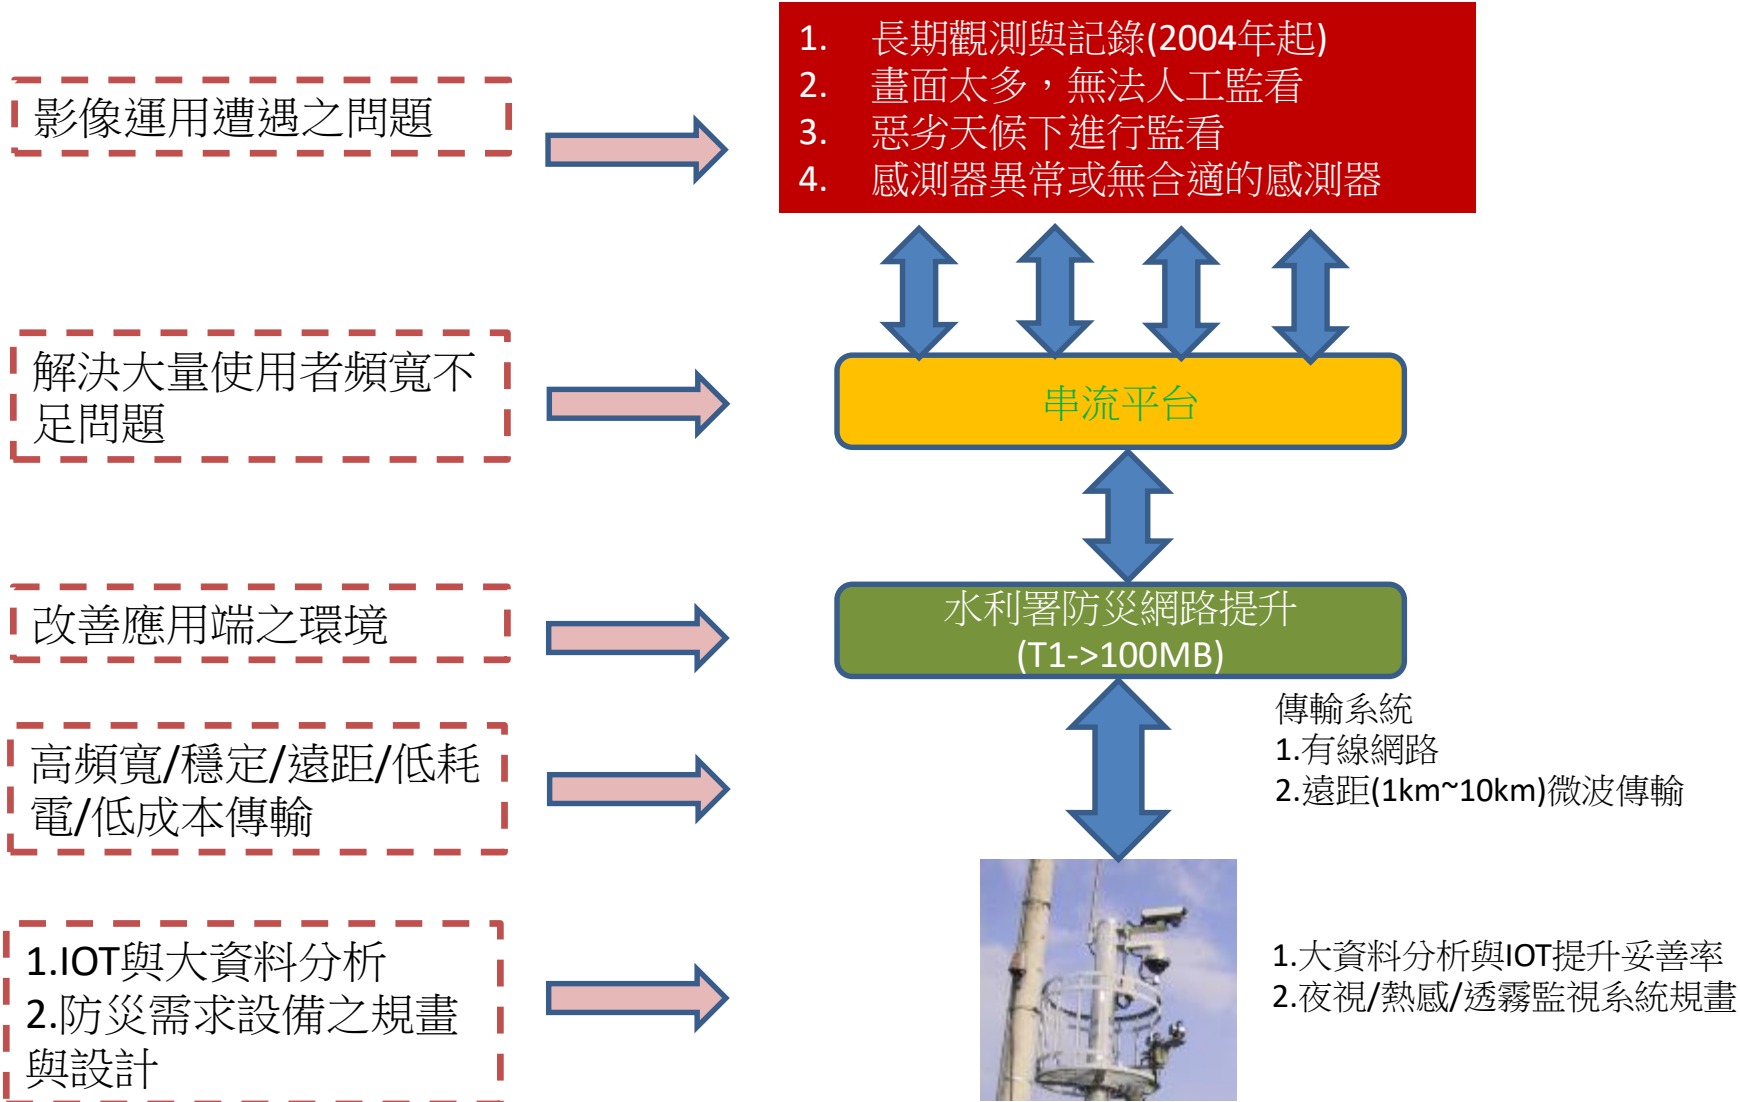 影像運用遭遇之問題
1. 長期觀測與記錄(2004年起)
2. 畫面太多，無法人工監看
3. 惡劣天候下進行監看
4. 感測器異常或無合適的感測器
解決大量使用者頻寬不
足問題
串流平台
改善應用端之環境
水利署防災網路提升
(T1->100MB)
高頻寬/穩定/遠距/低耗
電/低成本傳輸
傳輸系統
1.有線網路
2.遠距(1km~10km)微波傳輸
1.IOT與大資料分析
2.防災需求設備之規畫
與設計
1.大資料分析與IOT提升妥善率
2.夜視/熱感/透霧監視系統規畫